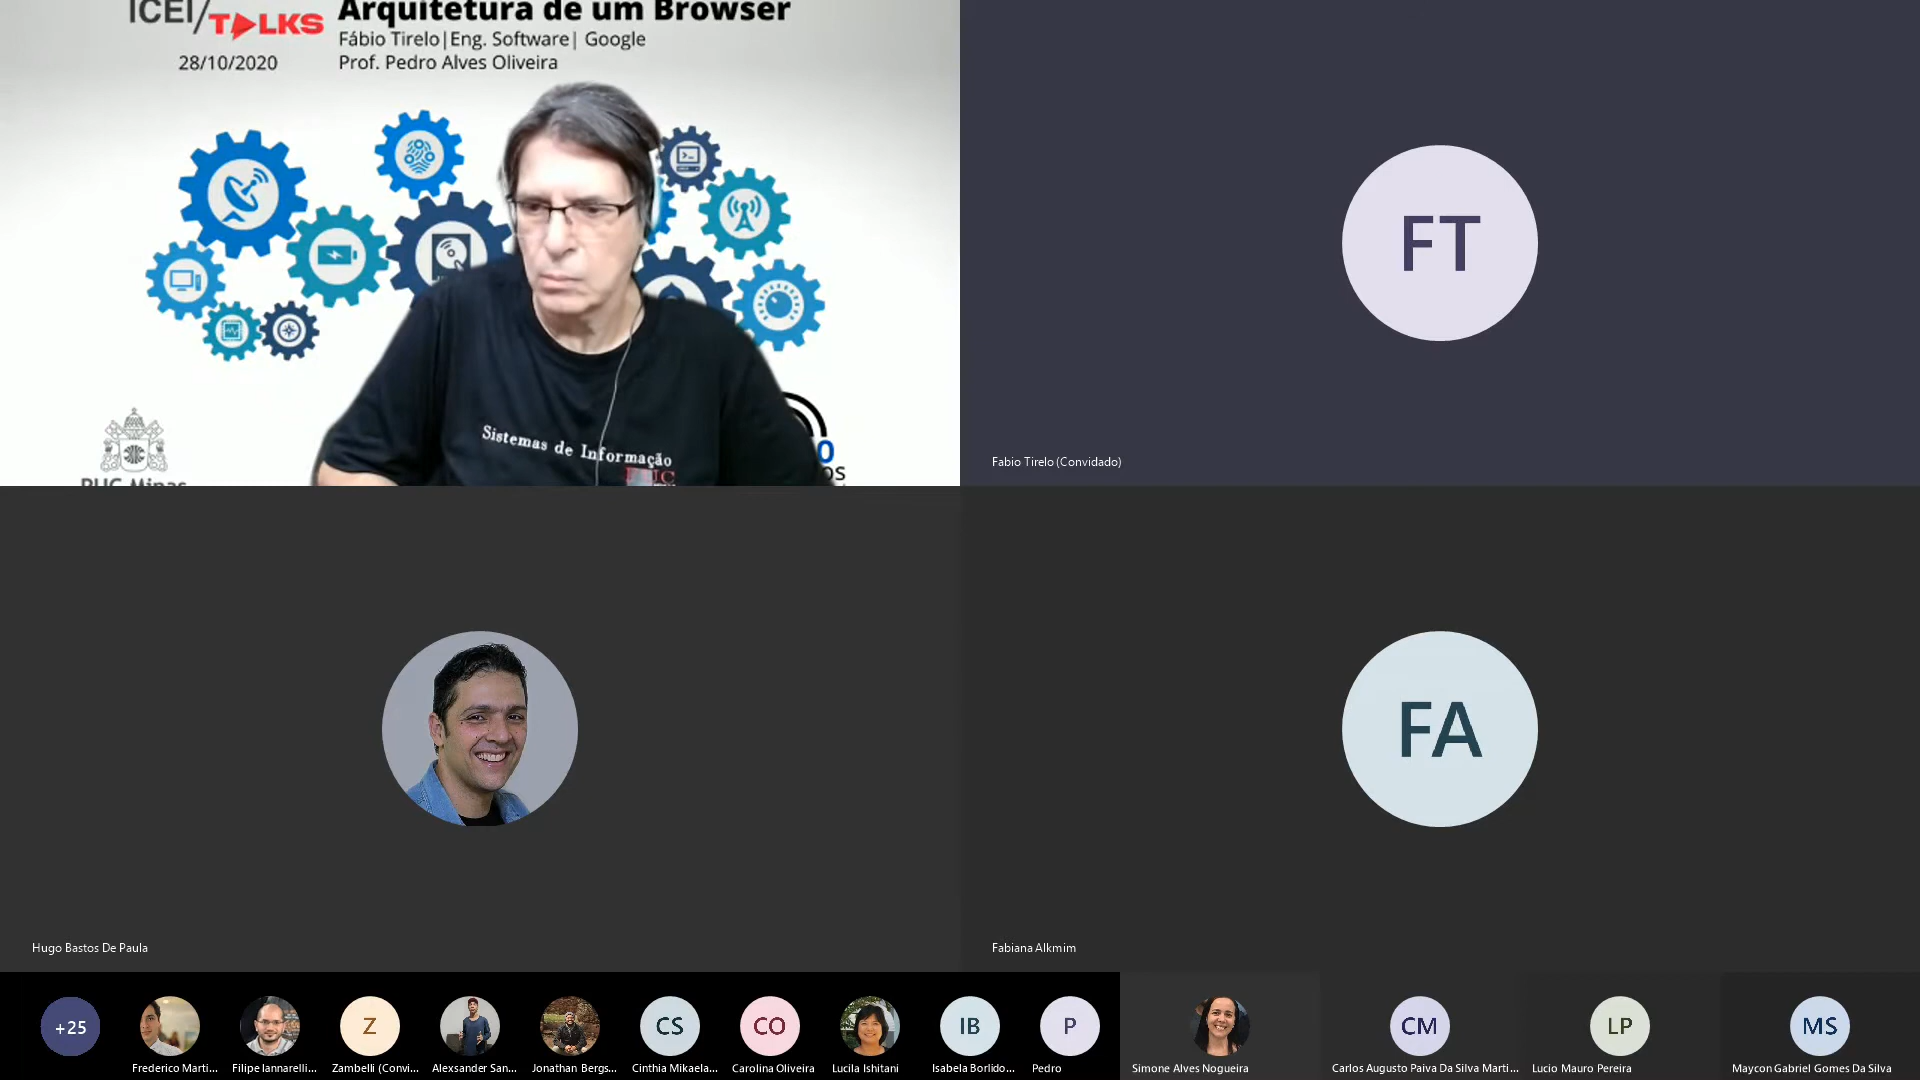 ICEI/TALKS
Arquitetura de um Browser
Fábio Tirelo|Eng. Software| Google
28/10/2020
Prof. Pedro Alves Oliveira
Sistemas de Informação
PUC Minas
FT
Fabio Tirelo (Convidado)
FA
Hugo Bastos De Paula
Fabiana Alkmim
+25
Z
CS
CO
IB
P
CM
LP
MS
Frederico Marti...
Filipe Iannarelli...
Zambelli (Convi...
Alexsander San...
Jonathan Bergs...
Cinthia Mikaela...
Carolina Oliveira
Lucila Ishitani
Isabela Borlido...
Pedro
Simone Alves Nogueira
Carlos Augusto Paiva Da Silva Marti...
Lucio Mauro Pereira
Maycon Gabriel Gomes Da Silva